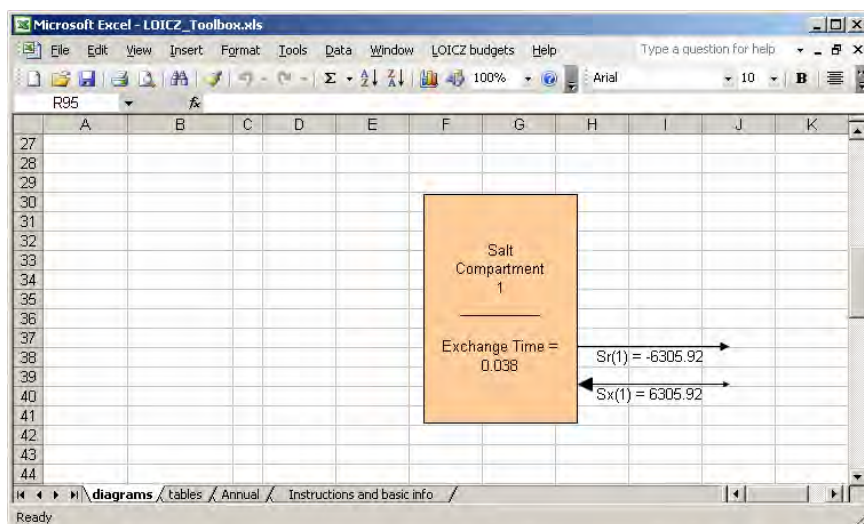 Microsoft Excel - LOICZ_Toolbox.xls
File Edit View Insert Format Tools Data Window LOICZ budgets Help Type a question for help
Σ 100% Arial 10 B
R95 fx
A B C D E F G H I J K
27
28
29
30
31
32
33
34
35
36
37
38
39
40
41
42
43
44
Salt
Compartment
1
Exchange Time =
0.038
Sr(1) = -6305.92
Sx(1) = 6305.92
diagrams tables Annual Instructions and basic info
Ready